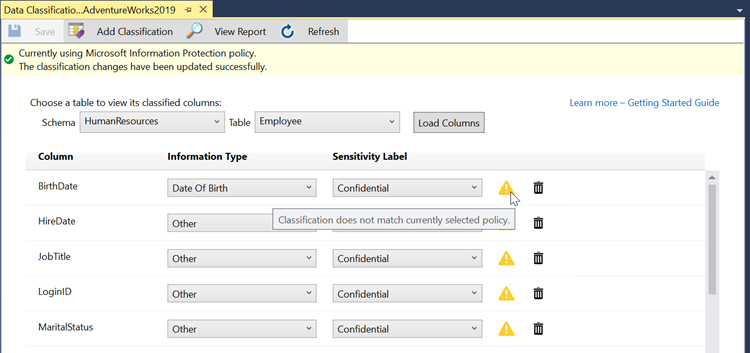 Data Classificatio...AdventureWorks2019
Save Add Classification View Report Refresh
Currently using Microsoft Information Protection policy.
The classification changes have been updated successfully.
Choose a table to view its classified columns:
Learn more – Getting Started Guide
Schema HumanResources Table Employee Load Columns
Column Information Type Sensitivity Label
BirthDate Date Of Birth Confidential
HireDate Other
Classification does not match currently selected policy.
JobTitle Other Confidential
LoginID Other Confidential
MaritalStatus Other Confidential